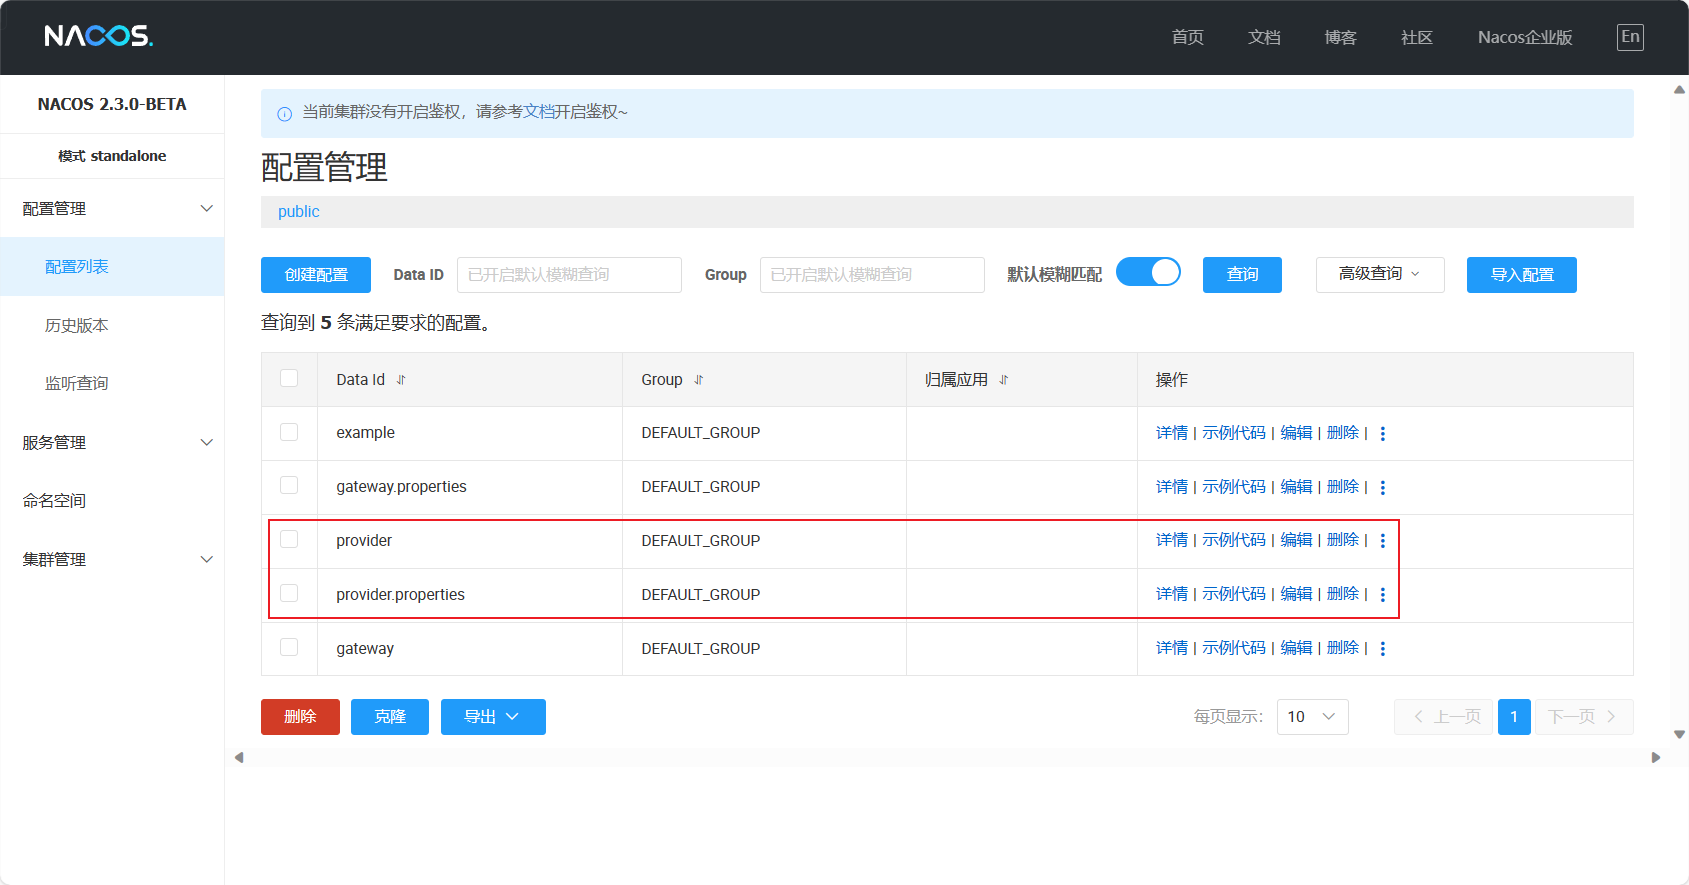 NACOS.
首页 文档 博客 社区 Nacos企业版 En
NACOS 2.3.0-BETA
模式 standalone
配置管理
配置列表
历史版本
监听查询
服务管理
命名空间
集群管理
当前集群没有开启鉴权，请参考文档开启鉴权~
配置管理
public
创建配置 Data ID 已开启默认模糊查询 Group 已开启默认模糊查询 默认模糊匹配 查询 高级查询 导入配置
查询到 5 条满足要求的配置。
Data Id Group 归属应用 操作
example DEFAULT_GROUP 详情 | 示例代码 | 编辑 | 删除 |
gateway.properties DEFAULT_GROUP 详情 | 示例代码 | 编辑 | 删除 |
provider DEFAULT_GROUP 详情 | 示例代码 | 编辑 | 删除 |
provider.properties DEFAULT_GROUP 详情 | 示例代码 | 编辑 | 删除 |
gateway DEFAULT_GROUP 详情 | 示例代码 | 编辑 | 删除 |
删除 克隆 导出 每页显示： 10 上一页 1 下一页